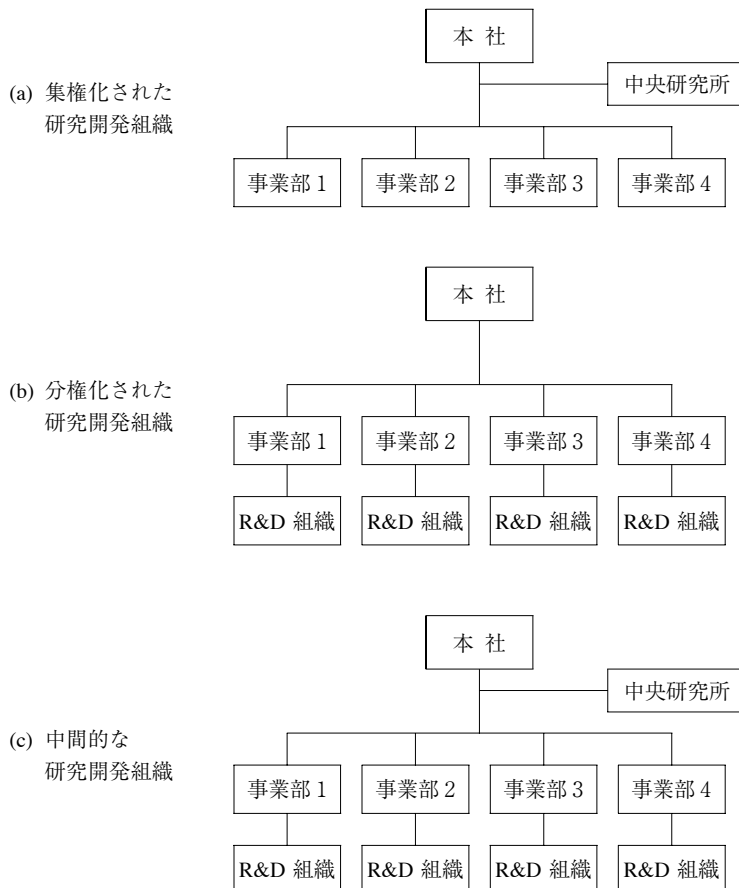 本 社
中央研究所
(a) 集権化された
研究開発組織
事業部 1 事業部 2 事業部 3 事業部 4
本 社
(b) 分権化された
研究開発組織
事業部 1 事業部 2 事業部 3 事業部 4
R&D 組織 R&D 組織 R&D 組織 R&D 組織
本 社
中央研究所
(c) 中間的な
研究開発組織
事業部 1 事業部 2 事業部 3 事業部 4
R&D 組織 R&D 組織 R&D 組織 R&D 組織